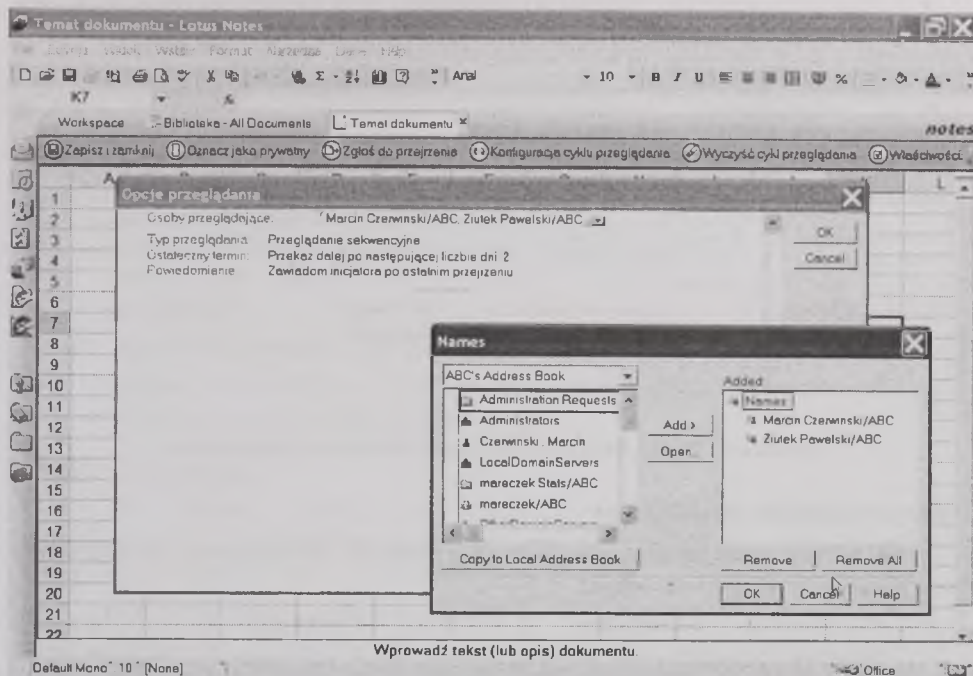 Temat dokumentu - Lotus Notes
Widok Format Narzędzia Help
Arial 10 B I U %
K7
Workspace Biblioteka - All Documents Temat dokumentu
notes
Zapisz i zamknij Oznacz jako prywatny Zgłoś do przejrzenia Konfiguracja cyklu przeglądania Wyczyść cykl przeglądania Właściwości
A L
Opcje przeglądania
Osoby przeglądające: Marcin Czerwinski/ABC, Ziutek Pawelski/ABC
OK
Typ przeglądania: Przeglądanie sekwencyjne
Ostateczny termin: Przekaż dalej po następującej liczbie dni: 2
Cancel
Powiadomienie Zawiadom inicjatora po ostatnim przejrzeniu
1
2
3
4
5
6
7
8
9
10
11
12
13
14
15
16
17
18
19
20
21
22
Names
ABC's Address Book
Administration Requests
Administrators
Czerwinski, Marcin
LocalDomainServers
mareczek Stats/ABC
mareczek/ABC
Add >
Open...
Added:
Names
Marcin Czerwinski/ABC
Ziutek Pawelski/ABC
Copy to Local Address Book
Remove Remove All
OK Cancel Help
Wprowadź tekst (lub opis) dokumentu.
Default Mono 10 [None] Office